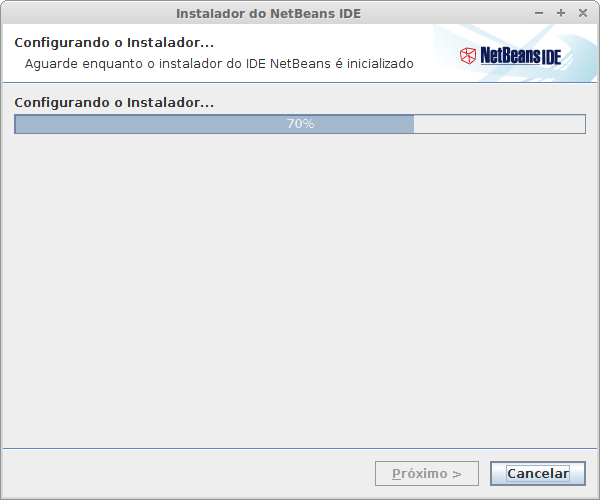 Instalador do NetBeans IDE
Configurando o Instalador...
Aguarde enquanto o instalador do IDE NetBeans é inicializado
NetBeans IDE
Configurando o Instalador...
70%
Próximo >
Cancelar